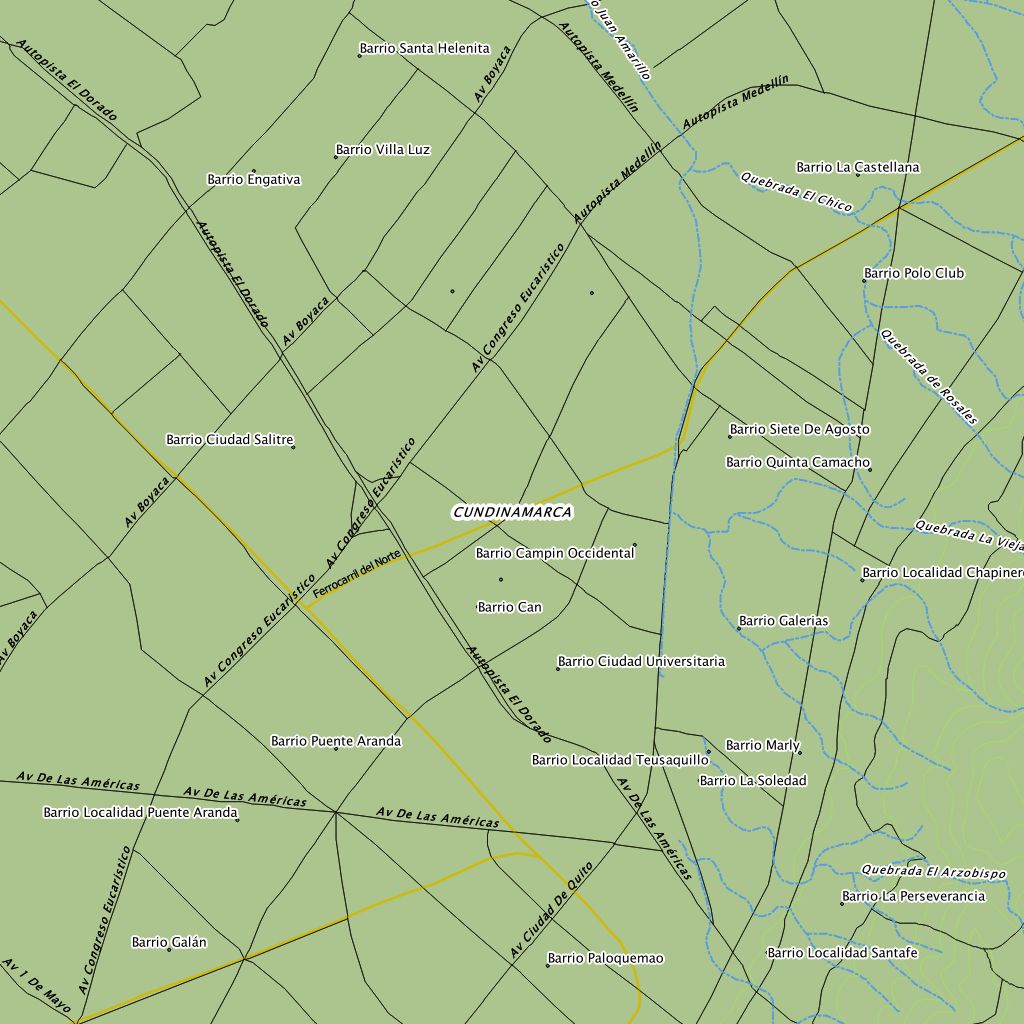 Juan Amarillo
Barrio Santa Helenita
Autopista El Dorado
Av Boyaca
Autopista Medellín
Autopista Medellín
Barrio Villa Luz
Barrio Engativa
Autopista Medellín
Barrio La Castellana
Quebrada El Chico
Autopista El Dorado
Av Congreso Eucaristico
Barrio Polo Club
Av Boyaca
Quebrada de Rosales
Barrio Ciudad Salitre
Barrio Siete De Agosto
Barrio Quinta Camacho
Av Boyaca
Av Congreso Eucaristico
CUNDINAMARCA
Quebrada La Vieja
Barrio Campin Occidental
Ferrocarril del Norte
Barrio Localidad Chapinero
Barrio Can
Barrio Galerias
Av Boyaca
Av Congreso Eucaristico
Barrio Ciudad Universitaria
Autopista El Dorado
Barrio Puente Aranda
Barrio Marly
Barrio Localidad Teusaquillo
Barrio La Soledad
Av De Las Américas
Av De Las Américas
Av De Las Américas
Av De Las Américas
Barrio Localidad Puente Aranda
Quebrada El Arzobispo
Barrio La Perseverancia
Av Congreso Eucaristico
Av Ciudad De Quito
Barrio Galán
Barrio Localidad Santafe
Barrio Paloquemao
Av 1 De Mayo